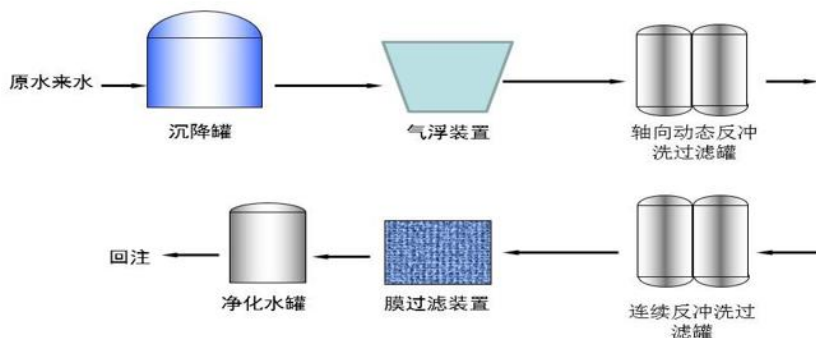 原水来水
沉降罐
气浮装置
轴向动态反冲
洗过滤罐
回注
净化水罐
膜过滤装置
连续反冲洗过
滤罐